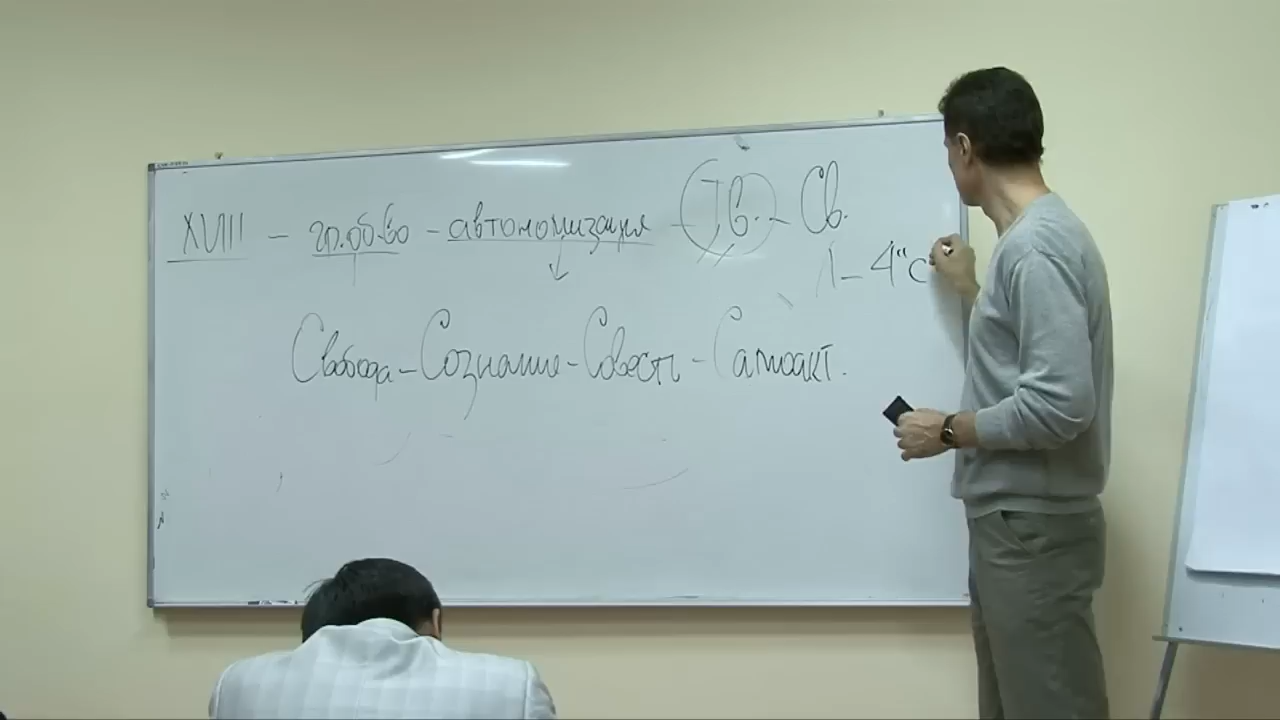 XVIII – гр.об-во – автономизация – Тв. – Св.
1 – 4"с
Свобода – Сознание – Совесть – Самоакт.